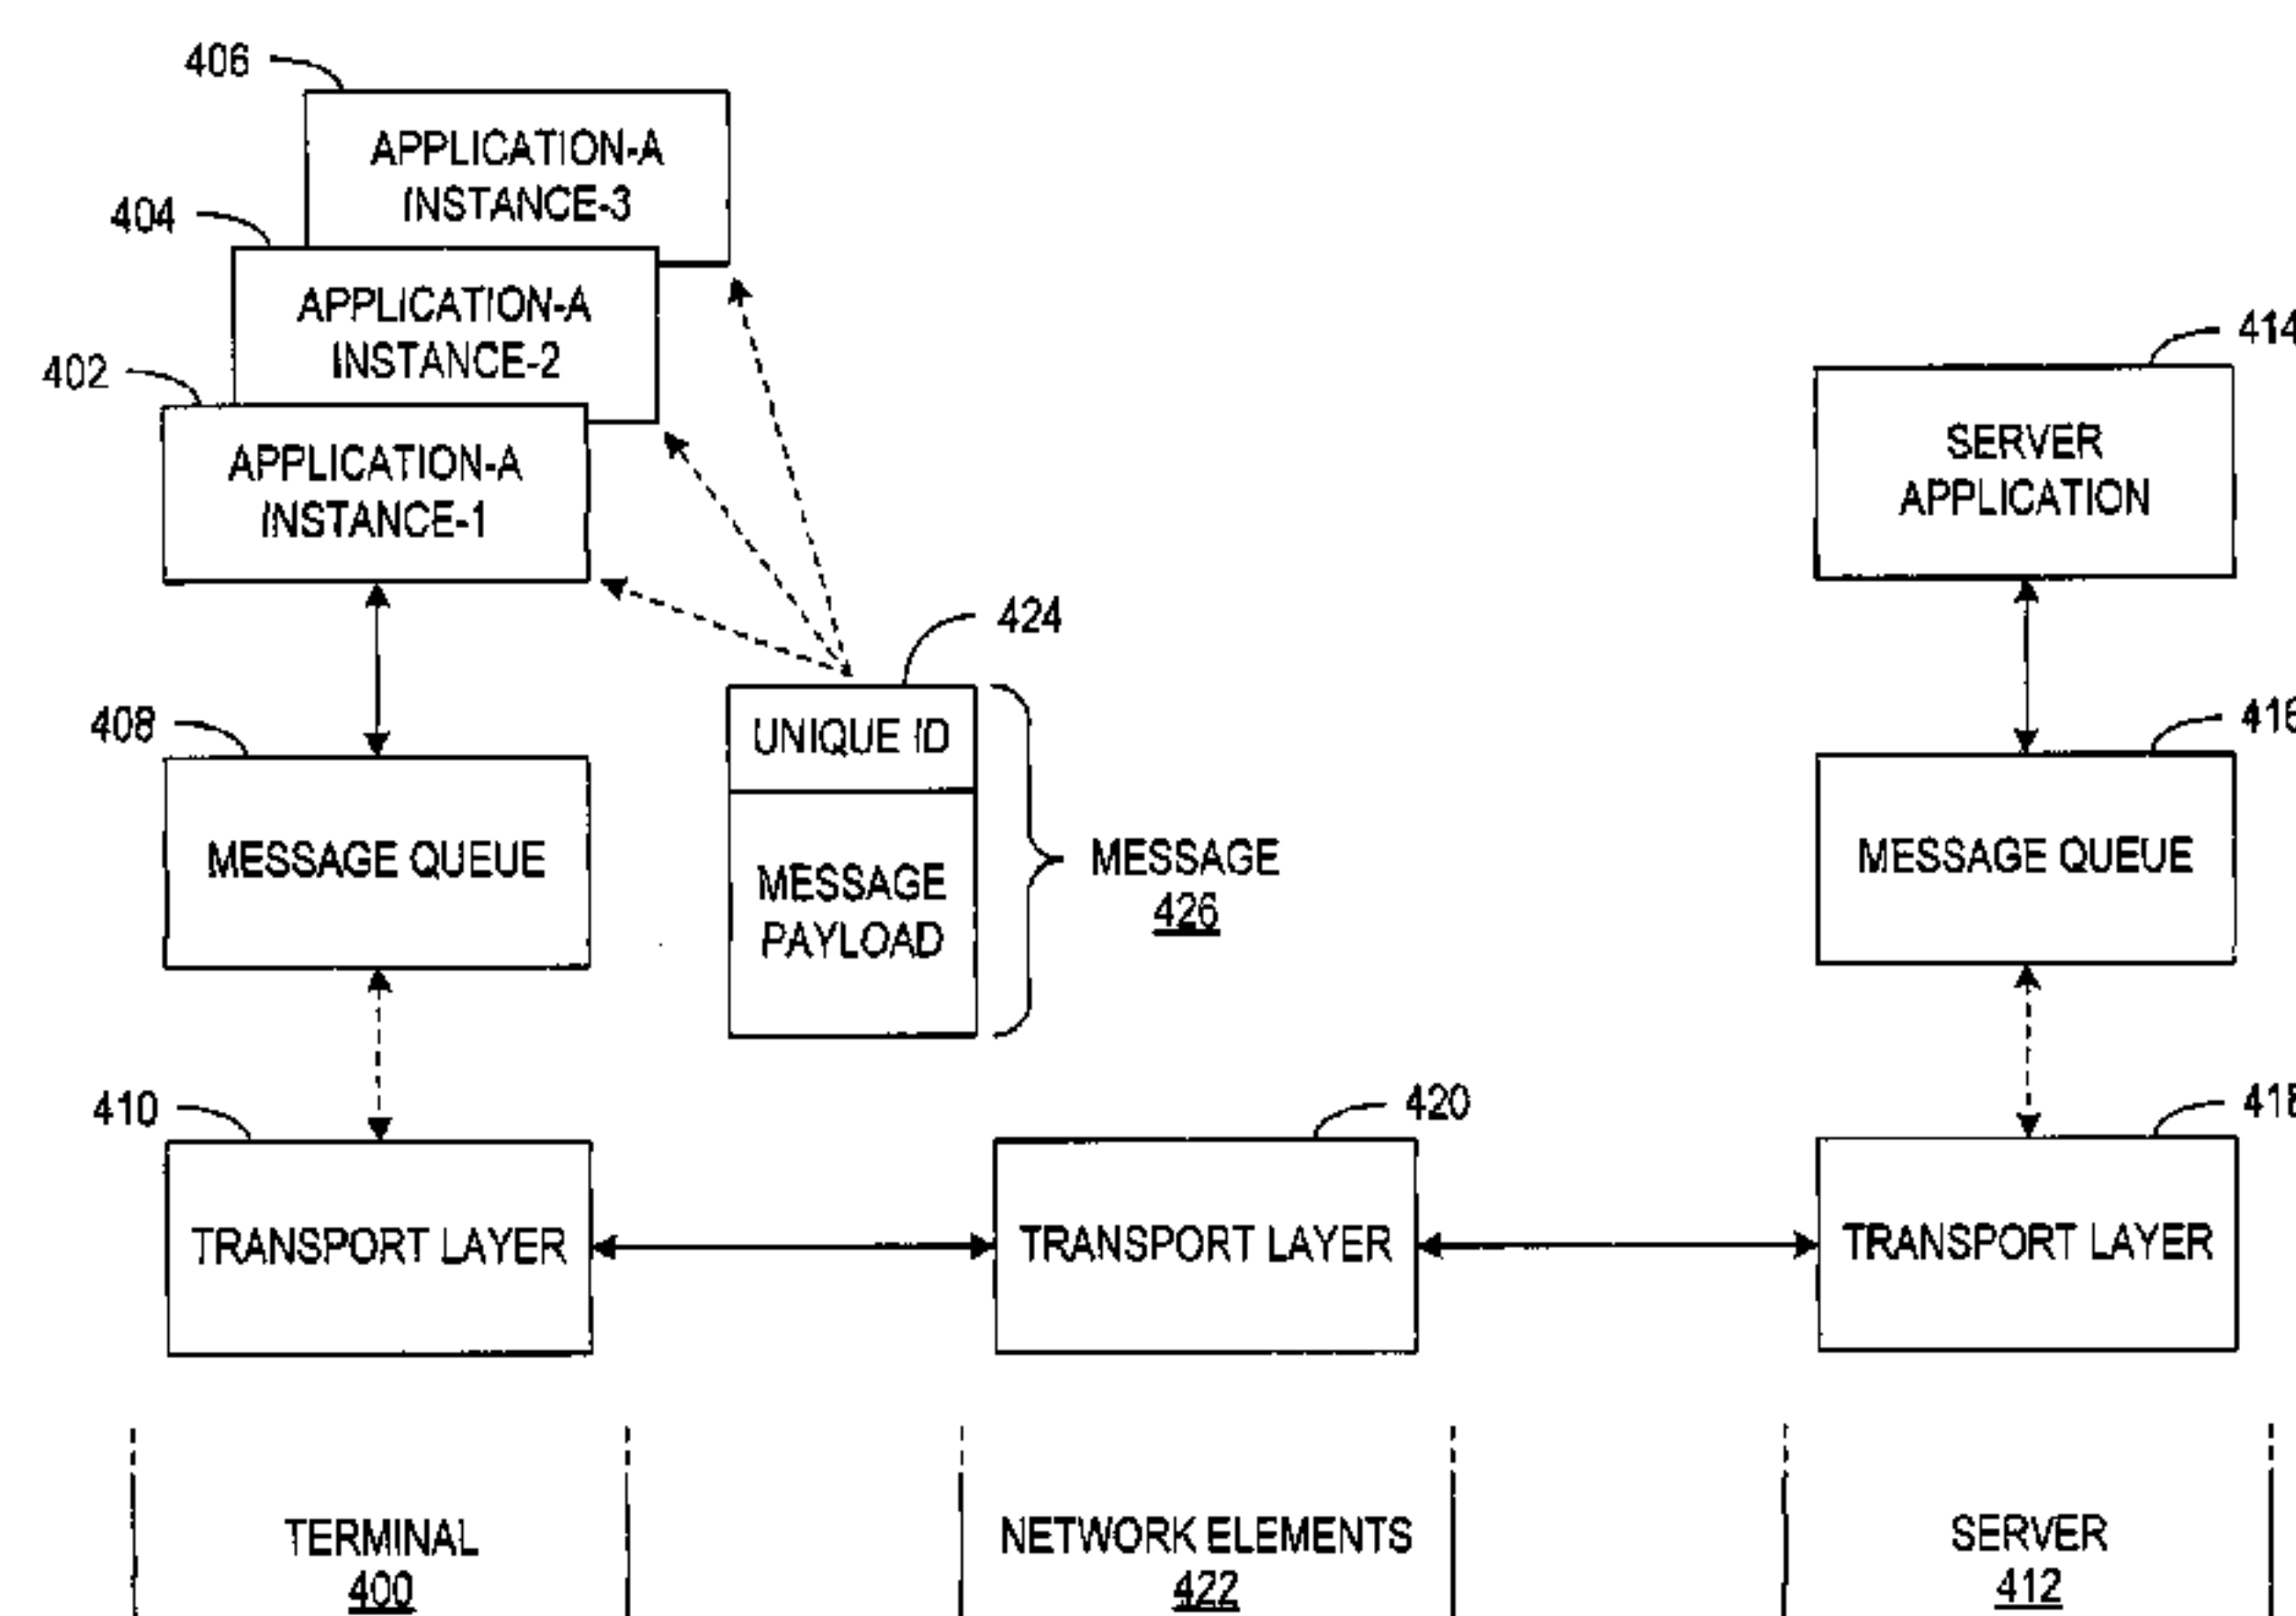 406
APPLICATION-A
INSTANCE-3
404
APPLICATION-A
INSTANCE-2
402
APPLICATION-A
INSTANCE-1
414
SERVER
APPLICATION
424
408
UNIQUE ID
MESSAGE QUEUE
MESSAGE
PAYLOAD
MESSAGE
426
MESSAGE QUEUE
410
TRANSPORT LAYER
420
TRANSPORT LAYER
TRANSPORT LAYER
TERMINAL
400
NETWORK ELEMENTS
422
SERVER
412